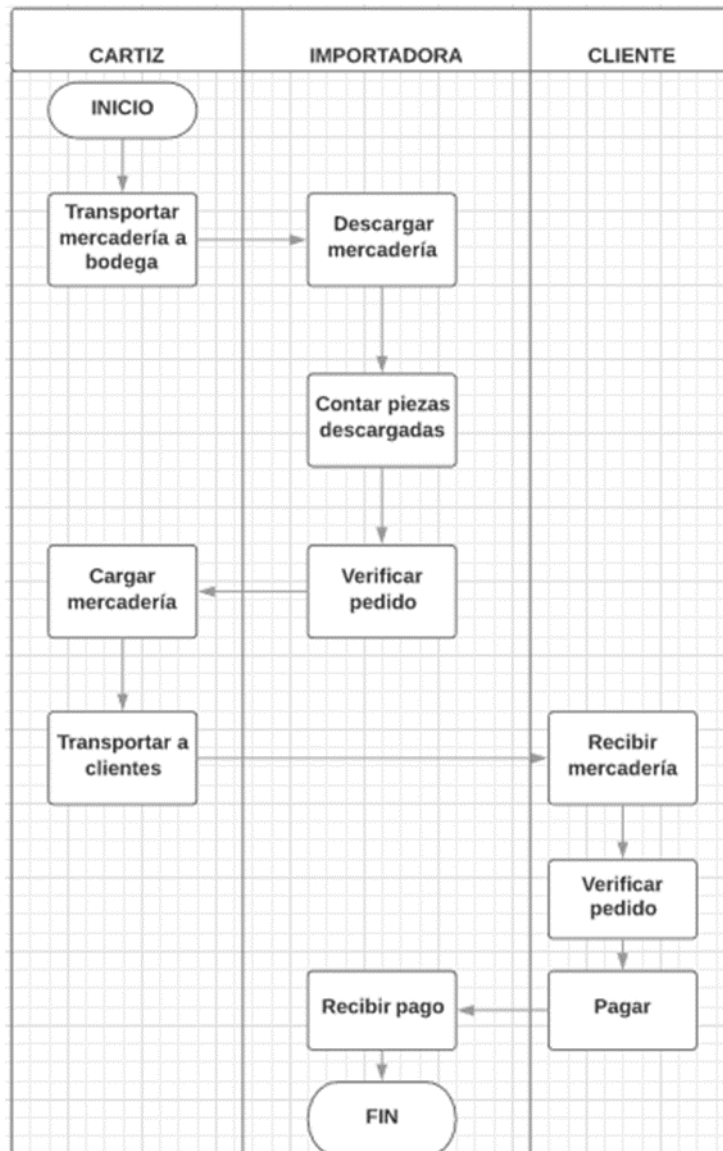 CARTIZ
IMPORTADORA
CLIENTE
INICIO
Transportar
mercadería a
bodega
Descargar
mercadería
Contar piezas
descargadas
Cargar
mercadería
Verificar
pedido
Transportar a
clientes
Recibir
mercadería
Verificar
pedido
Recibir pago
Pagar
FIN